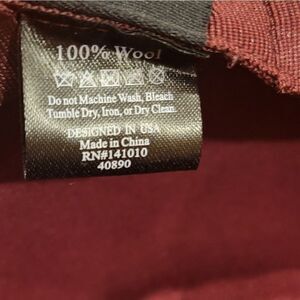 100% Wool
Do not Machine Wash, Bleach
Tumble Dry, Iron, or Dry Clean
DESIGNED IN USA
Made in China
RN#141010
40890